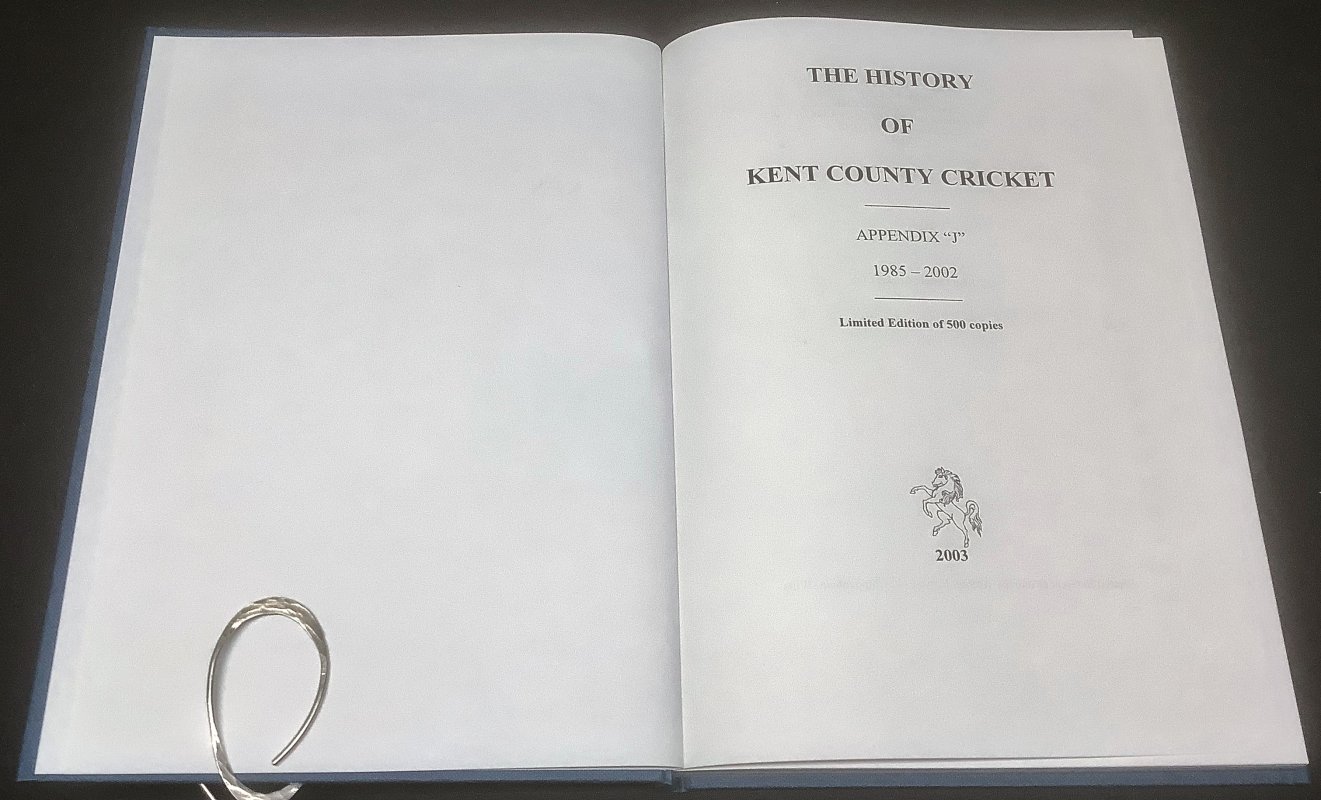 THE HISTORY
OF
KENT COUNTY CRICKET
APPENDIX “J”
1985 – 2002
Limited Edition of 500 copies
2003